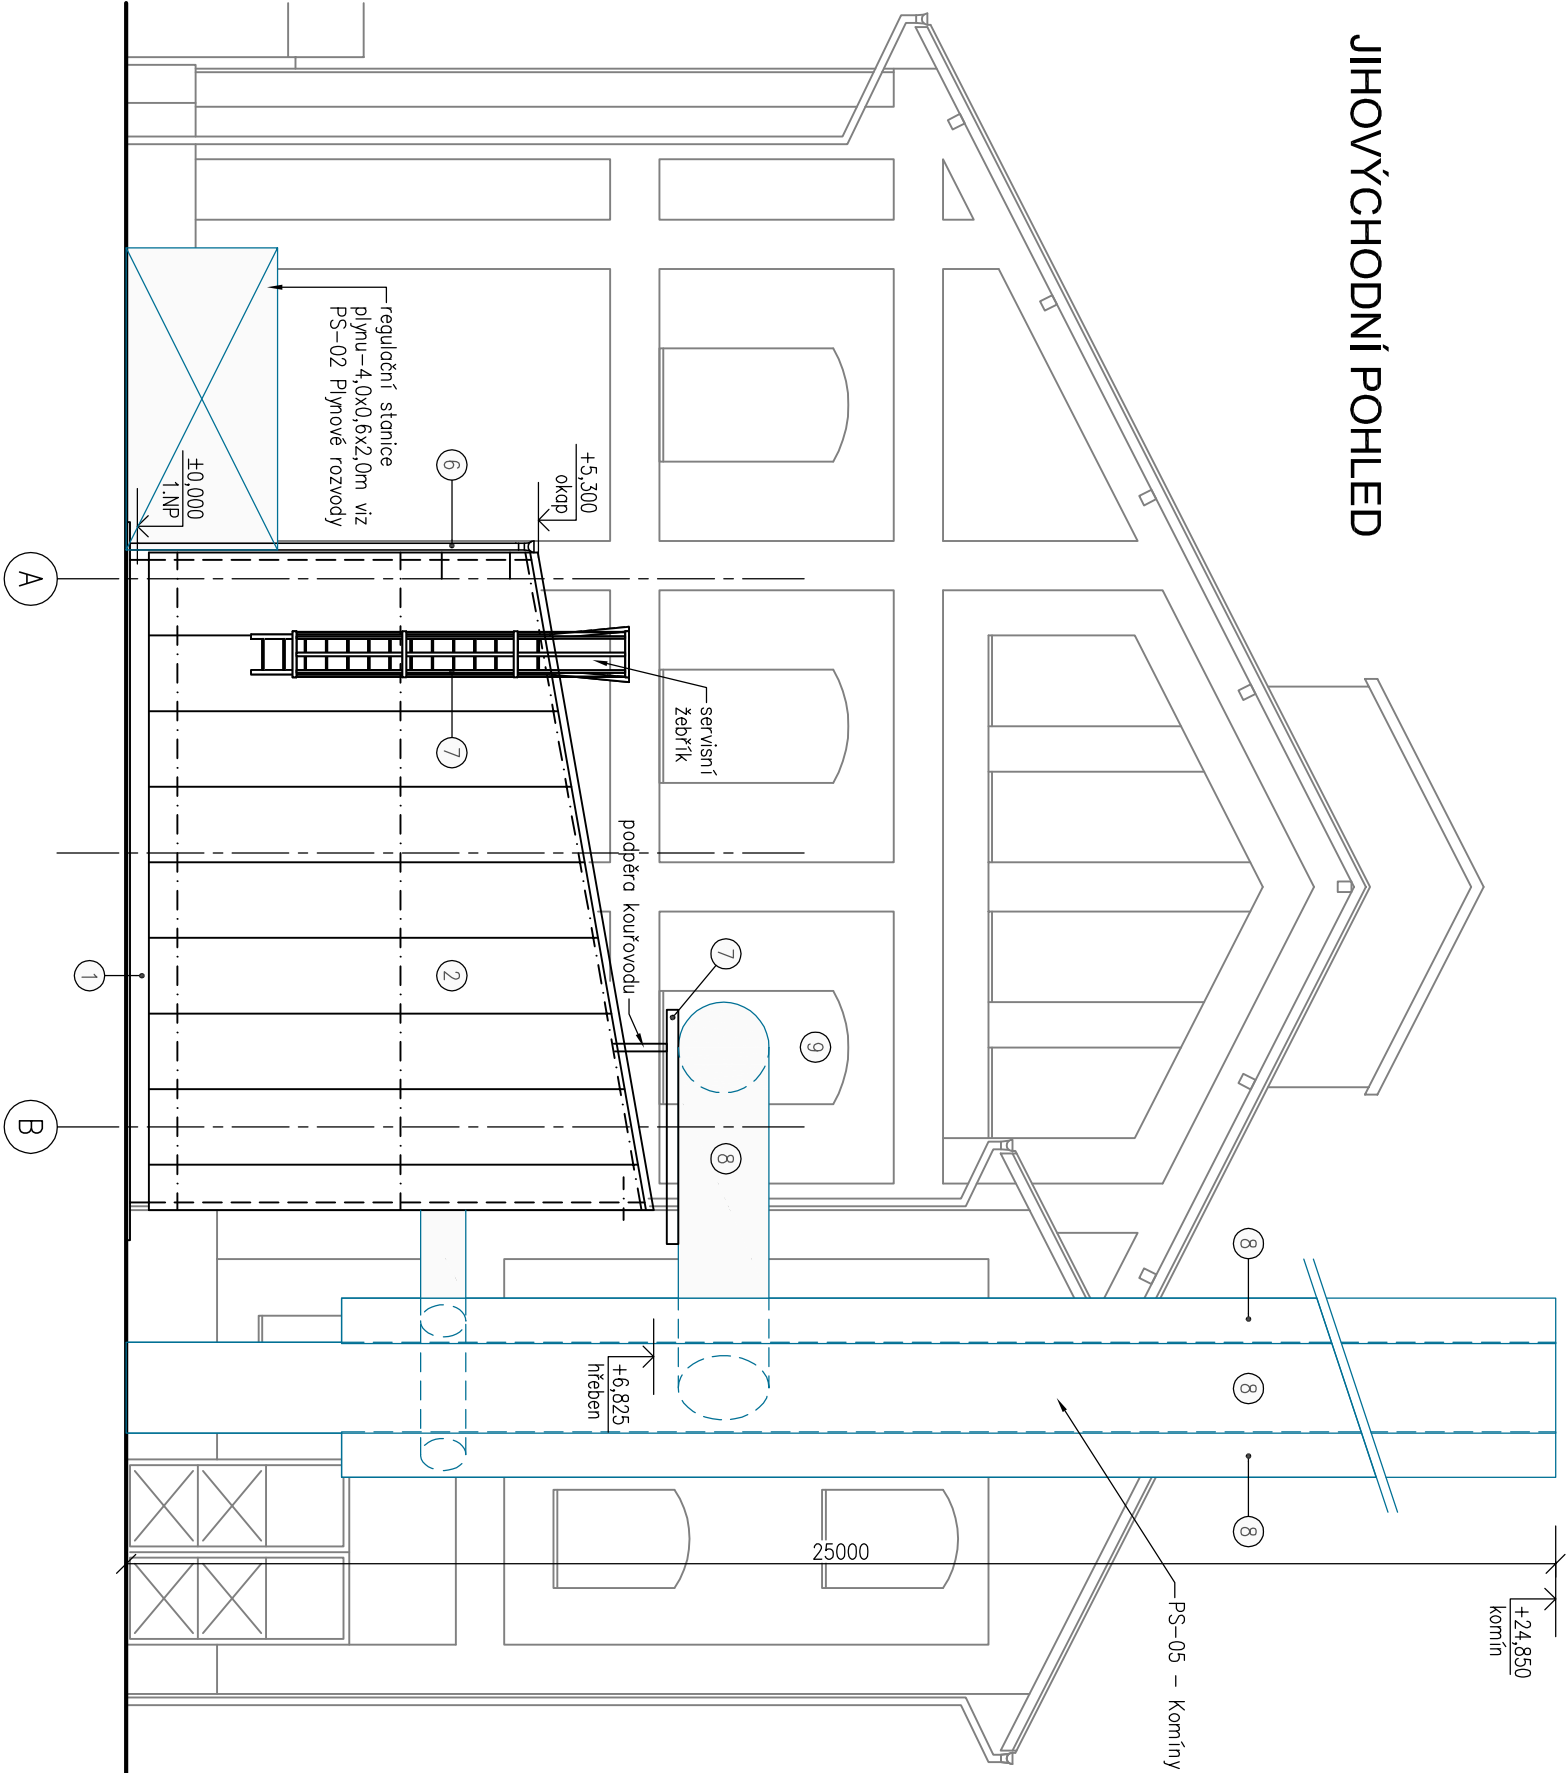 JIHOVÝCHODNÍ POHLED
+24,850
komín
PS-05 - Komíny
25000
8
8
8
9
8
7
podpěra kouřovodu
servisní
žebřík
+6,825
hřeben
+5,300
okap
6
7
2
regulační stanice
plynu-4,0x0,6x2,0m viz
PS-02 Plynové rozvody
±0,000
1.NP
1
A
B